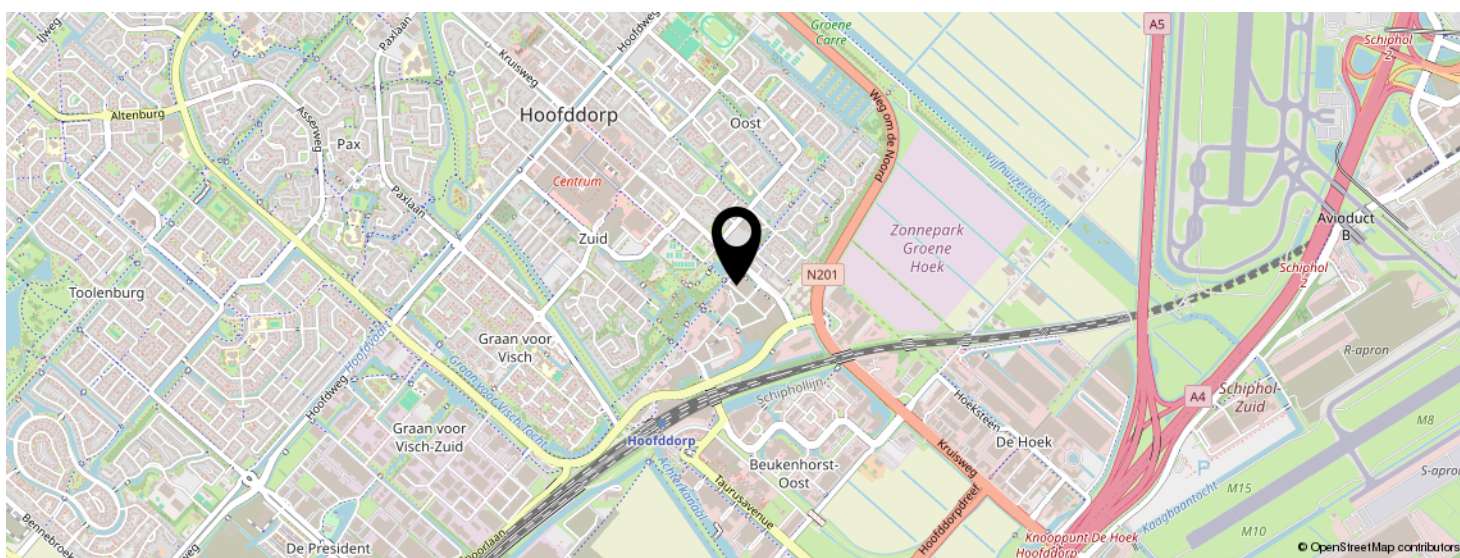 IJweg
Paxlaan
Kruisweg
Hoofdweg
Groene
Carre
A5
Schiphol
2
Altenburg
Asserweg
Pax
Hoofddorp
Oost
Weg om de Noord
Vijfhuizertocht
Centrum
Paxlaan
Zuid
Zonnepark
Groene
Hoek
Avioduct
B
N201
Schiphol
2
Toolenburg
Hoofdvaart
Graan voor
Visch
Graan voor Visch Tocht
Hoofdweg
Schiphollijn
R-apron
A4
Schiphol-
Zuid
Hoeksteen
De Hoek
M8
Graan voor
Visch-Zuid
Hoofddorp
Kruisweg
Beukenhorst-
Oost
P
S-apron
Achterkanaal
Taurusavenue
Hoofddorpdreef
Kaagbaantocht
M15
M10
Bennebroek
De President
oorlaan
Knooppunt De Hoek
Hoofddorp
© OpenStreetMap contributors